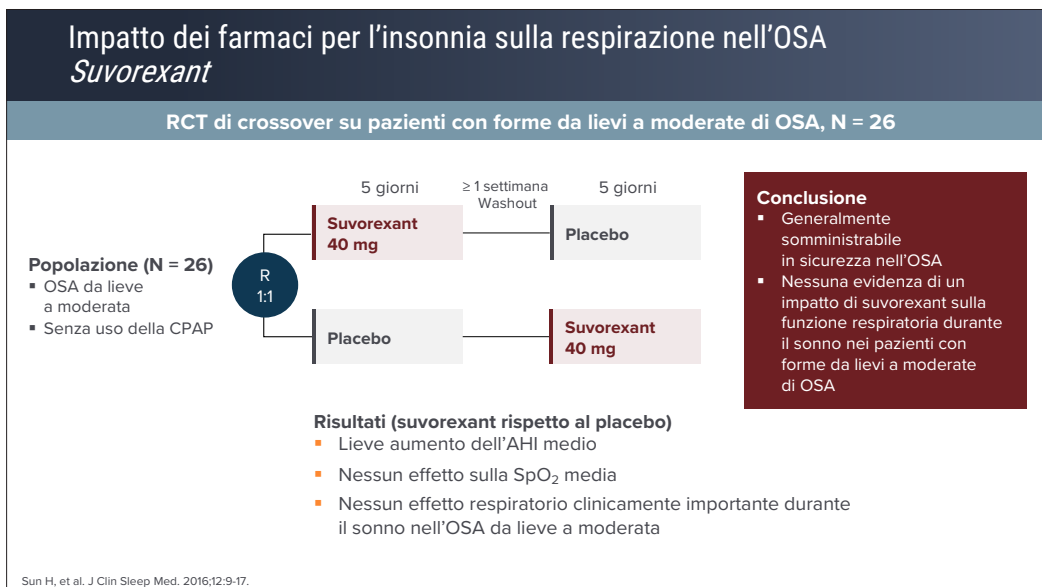 Impatto dei farmaci per l'insonnia sulla respirazione nell'OSA
Suvorexant
RCT di crossover su pazienti con forme da lievi a moderate di OSA, N = 26
Popolazione (N = 26)
▪ OSA da lieve
a moderata
▪ Senza uso della CPAP
R
1:1
5 giorni
≥ 1 settimana
Washout
5 giorni
Suvorexant
40 mg
Placebo
Placebo
Suvorexant
40 mg
Risultati (suvorexant rispetto al placebo)
▪ Lieve aumento dell'AHI medio
▪ Nessun effetto sulla SpO₂ media
▪ Nessun effetto respiratorio clinicamente importante durante
il sonno nell'OSA da lieve a moderata
Conclusione
▪ Generalmente
somministrabile
in sicurezza nell'OSA
▪ Nessuna evidenza di un
impatto di suvorexant sulla
funzione respiratoria durante
il sonno nei pazienti con
forme da lievi a moderate
di OSA
Sun H, et al. J Clin Sleep Med. 2016;12:9-17.